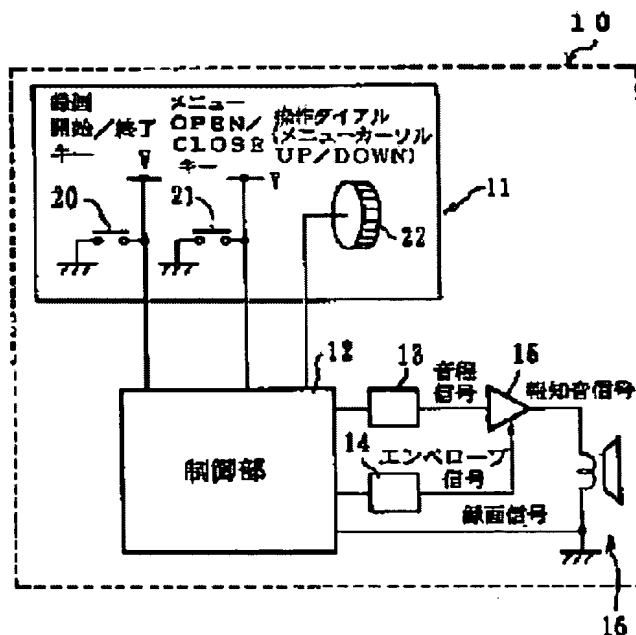 10
録画
開始／終了
キー
メニュー
OPEN／
CLOSE
キー
操作ダイアル
(メニューカーソル
UP／DOWN)
20
21
22
11
12
制御部
13
音程
信号
15
報知音信号
14
エンベロープ
信号
録画信号
16